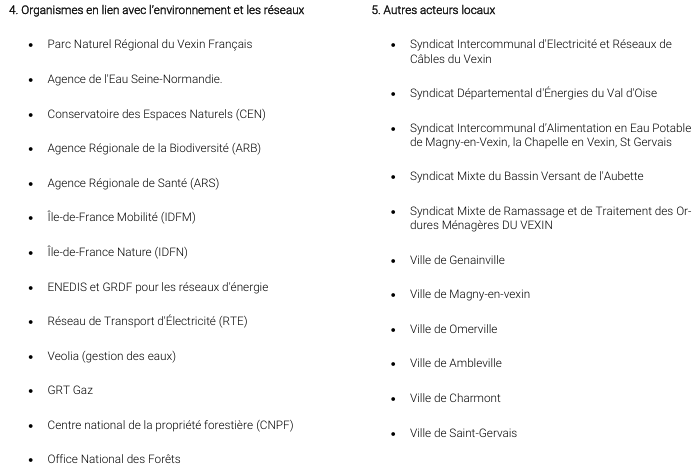 4. Organismes en lien avec l'environnement et les réseaux
• Parc Naturel Régional du Vexin Français
• Agence de l'Eau Seine-Normandie.
• Conservatoire des Espaces Naturels (CEN)
• Agence Régionale de la Biodiversité (ARB)
• Agence Régionale de Santé (ARS)
• Île-de-France Mobilité (IDFM)
• Île-de-France Nature (IDFN)
• ENEDIS et GRDF pour les réseaux d'énergie
• Réseau de Transport d'Électricité (RTE)
• Veolia (gestion des eaux)
• GRT Gaz
• Centre national de la propriété forestière (CNPF)
• Office National des Forêts
5. Autres acteurs locaux
• Syndicat Intercommunal d'Electricité et Réseaux de
Câbles du Vexin
• Syndicat Départemental d'Énergies du Val d'Oise
• Syndicat Intercommunal d'Alimentation en Eau Potable
de Magny-en-Vexin, la Chapelle en Vexin, St Gervais
• Syndicat Mixte du Bassin Versant de l'Aubette
• Syndicat Mixte de Ramassage et de Traitement des Or-
dures Ménagères DU VEXIN
• Ville de Genainville
• Ville de Magny-en-vexin
• Ville de Omerville
• Ville de Ambleville
• Ville de Charmont
• Ville de Saint-Gervais